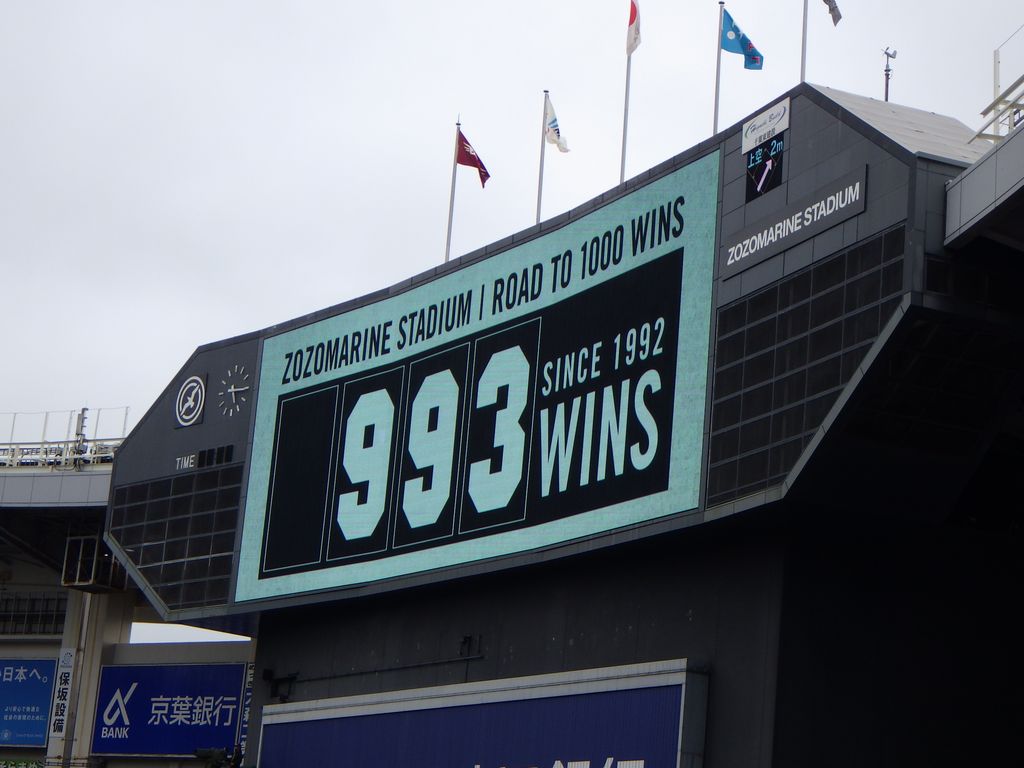 上空 2m
ZOZOMARINE STADIUM
ZOZOMARINE STADIUM | ROAD TO 1000 WINS
993
SINCE 1992
WINS
TIME
日本へ。
保坂設備
α BANK
京葉銀行